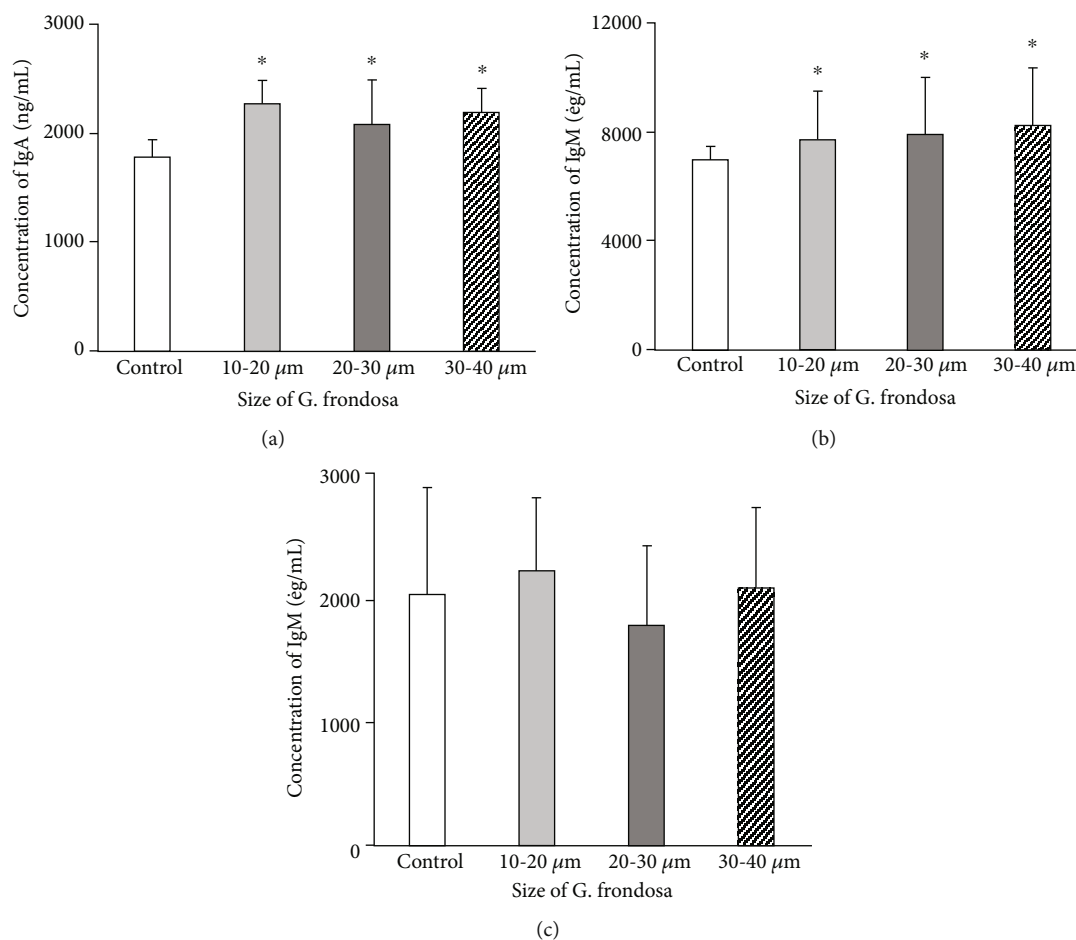 3000
2000
1000
0
Concentration of IgA (ng/mL)
*
*
*
Control
10-20 μm
20-30 μm
30-40 μm
Size of G. frondosa
(a)
12000
8000
4000
0
Concentration of IgM (ėg/mL)
*
*
*
Control
10-20 μm
20-30 μm
30-40 μm
Size of G. frondosa
(b)
3000
2000
1000
0
Concentration of IgM (ėg/mL)
Control
10-20 μm
20-30 μm
30-40 μm
Size of G. frondosa
(c)